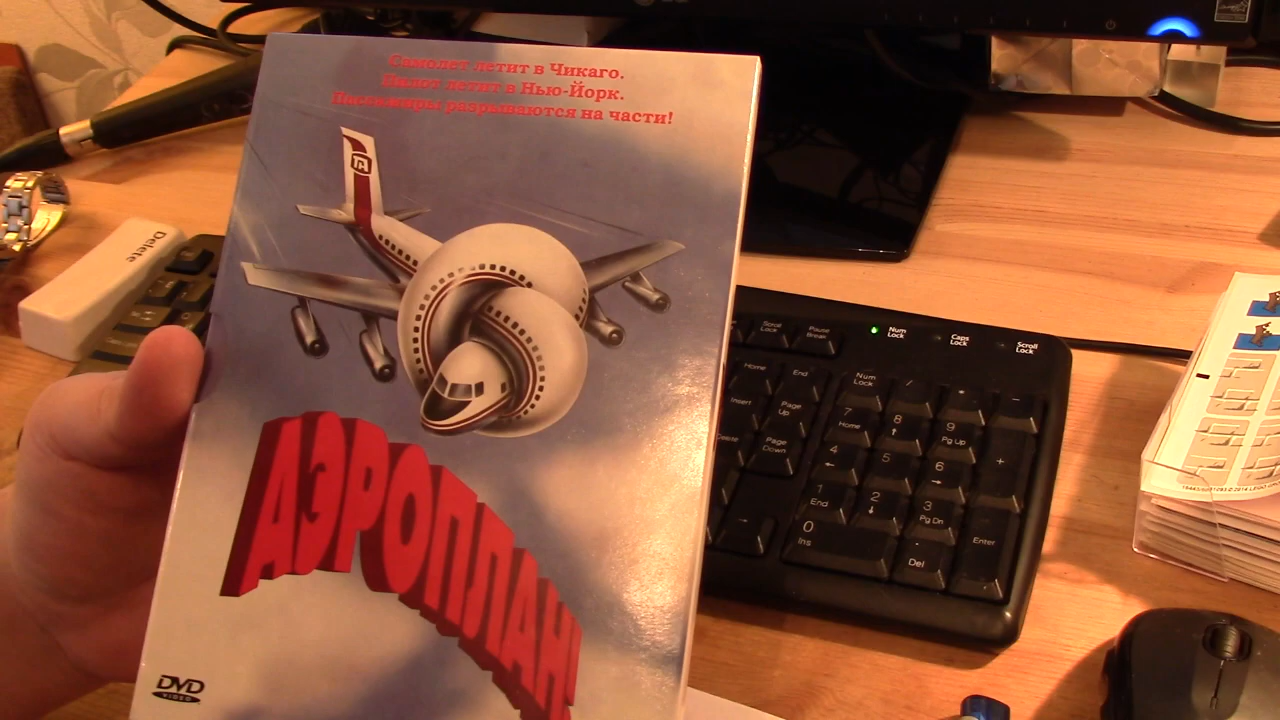 Самолет летит в Чикаго.
Пилот летит в Нью-Йорк.
Пассажиры разрываются на части!
АЭРОПЛАН!
DVD
VIDEO
Delete
Scroll Lock
Pause Break
Home
End
Insert
Page Up
Delete
Page Down
Num Lock
Caps Lock
Scroll Lock
Num Lock
/
*
-
7 Home
8
9 Pg Up
+
4
5
6
1 End
2
3 Pg Dn
Enter
0 Ins
. Del